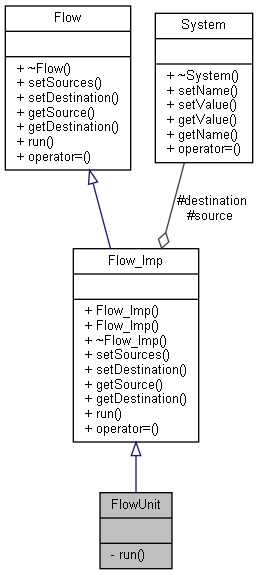 Flow
+ ~Flow()
+ setSources()
+ setDestination()
+ getSource()
+ getDestination()
+ run()
+ operator=()
System
+ ~System()
+ setName()
+ setValue()
+ getValue()
+ getName()
+ operator=()
#destination
#source
Flow_Imp
+ Flow_Imp()
+ Flow_Imp()
+ ~Flow_Imp()
+ setSources()
+ setDestination()
+ getSource()
+ getDestination()
+ run()
+ operator=()
FlowUnit
- run()